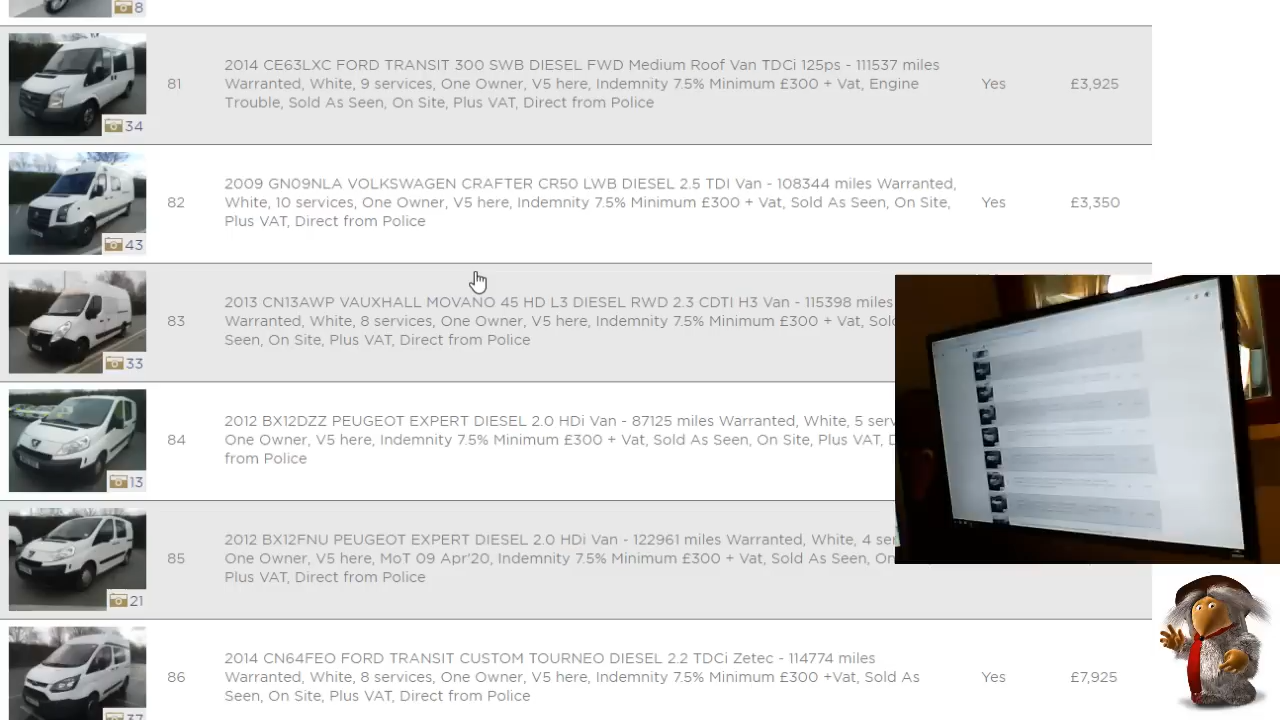 8
81
2014 CE63LXC FORD TRANSIT 300 SWB DIESEL FWD Medium Roof Van TDCi 125ps - 111537 miles
Warranted, White, 9 services, One Owner, V5 here, Indemnity 7.5% Minimum £300 + Vat, Engine
Trouble, Sold As Seen, On Site, Plus VAT, Direct from Police
Yes
£3,925
34
82
2009 GN09NLA VOLKSWAGEN CRAFTER CR50 LWB DIESEL 2.5 TDI Van - 108344 miles Warranted,
White, 10 services, One Owner, V5 here, Indemnity 7.5% Minimum £300 + Vat, Sold As Seen, On Site,
Plus VAT, Direct from Police
Yes
£3,350
43
83
2013 CN13AWP VAUXHALL MOVANO 45 HD L3 DIESEL RWD 2.3 CDTI H3 Van - 115398 miles
Warranted, White, 8 services, One Owner, V5 here, Indemnity 7.5% Minimum £300 + Vat, Sol
Seen, On Site, Plus VAT, Direct from Police
33
84
2012 BX12DZZ PEUGEOT EXPERT DIESEL 2.0 HDi Van - 87125 miles Warranted, White, 5 serv
One Owner, V5 here, Indemnity 7.5% Minimum £300 + Vat, Sold As Seen, On Site, Plus VAT,
from Police
13
85
2012 BX12FNU PEUGEOT EXPERT DIESEL 2.0 HDi Van - 122961 miles Warranted, White, 4 ser
One Owner, V5 here, MoT 09 Apr'20, Indemnity 7.5% Minimum £300 + Vat, Sold As Seen, On
Plus VAT, Direct from Police
21
86
2014 CN64FEO FORD TRANSIT CUSTOM TOURNEO DIESEL 2.2 TDCi Zetec - 114774 miles
Warranted, White, 8 services, One Owner, V5 here, Indemnity 7.5% Minimum £300 +Vat, Sold As
Seen, On Site, Plus VAT, Direct from Police
Yes
£7,925
37